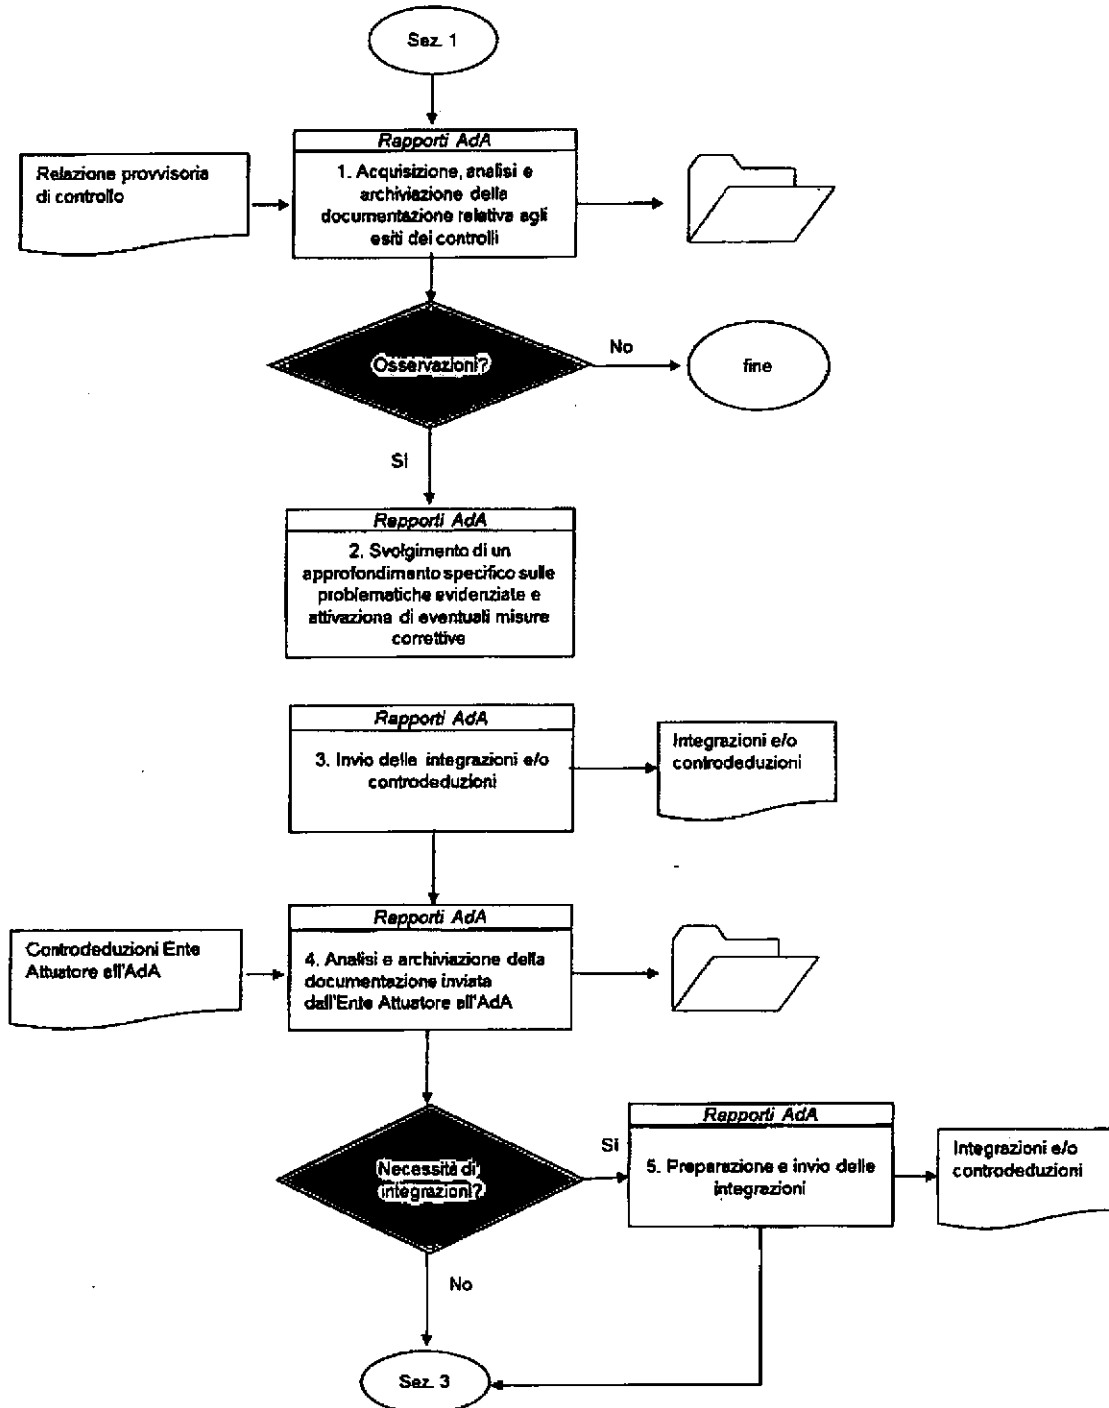 Sez. 1
Rapporti AdA
Relazione provvisoria
di controllo
1. Acquisizione, analisi e
archiviazione della
documentazione relativa agli
esiti dei controlli
Osservazioni?
No
fine
SI
Rapporti AdA
2. Svolgimento di un
approfondimento specifico sulle
problematiche evidenziate e
attivazione di eventuali misure
correttive
Rapporti AdA
3. Invio delle integrazioni e/o
controdeduzioni
Integrazioni e/o
controdeduzioni
Rapporti AdA
Controdeduzioni Ente
Attuatore all'AdA
4. Analisi e archiviazione della
documentazione inviata
dall'Ente Attuatore all'AdA
Necessità di
integrazioni?
Si
Rapporti AdA
5. Preparazione e invio delle
integrazioni
Integrazioni e/o
controdeduzioni
No
Sez. 3